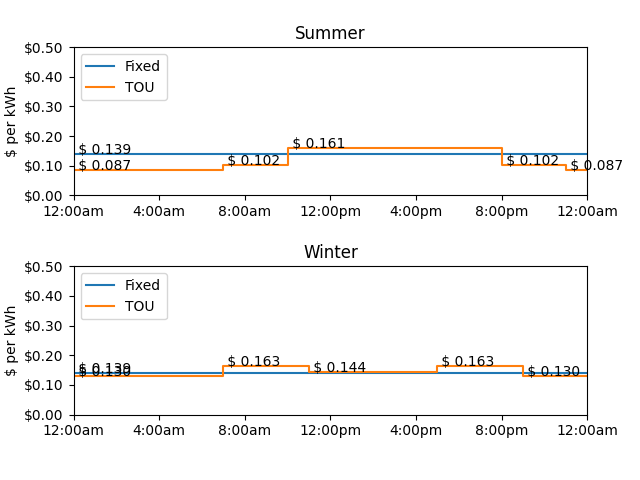 Summer
$ per kWh
$0.50
$0.40
$0.30
$0.20
$0.10
$0.00
Fixed
TOU
$ 0.139
$ 0.087
$ 0.102
$ 0.161
$ 0.102
$ 0.087
12:00am 4:00am 8:00am 12:00pm 4:00pm 8:00pm 12:00am
Winter
$ per kWh
$0.50
$0.40
$0.30
$0.20
$0.10
$0.00
Fixed
TOU
$ 0.139
$ 0.130
$ 0.163
$ 0.144
$ 0.163
$ 0.130
12:00am 4:00am 8:00am 12:00pm 4:00pm 8:00pm 12:00am